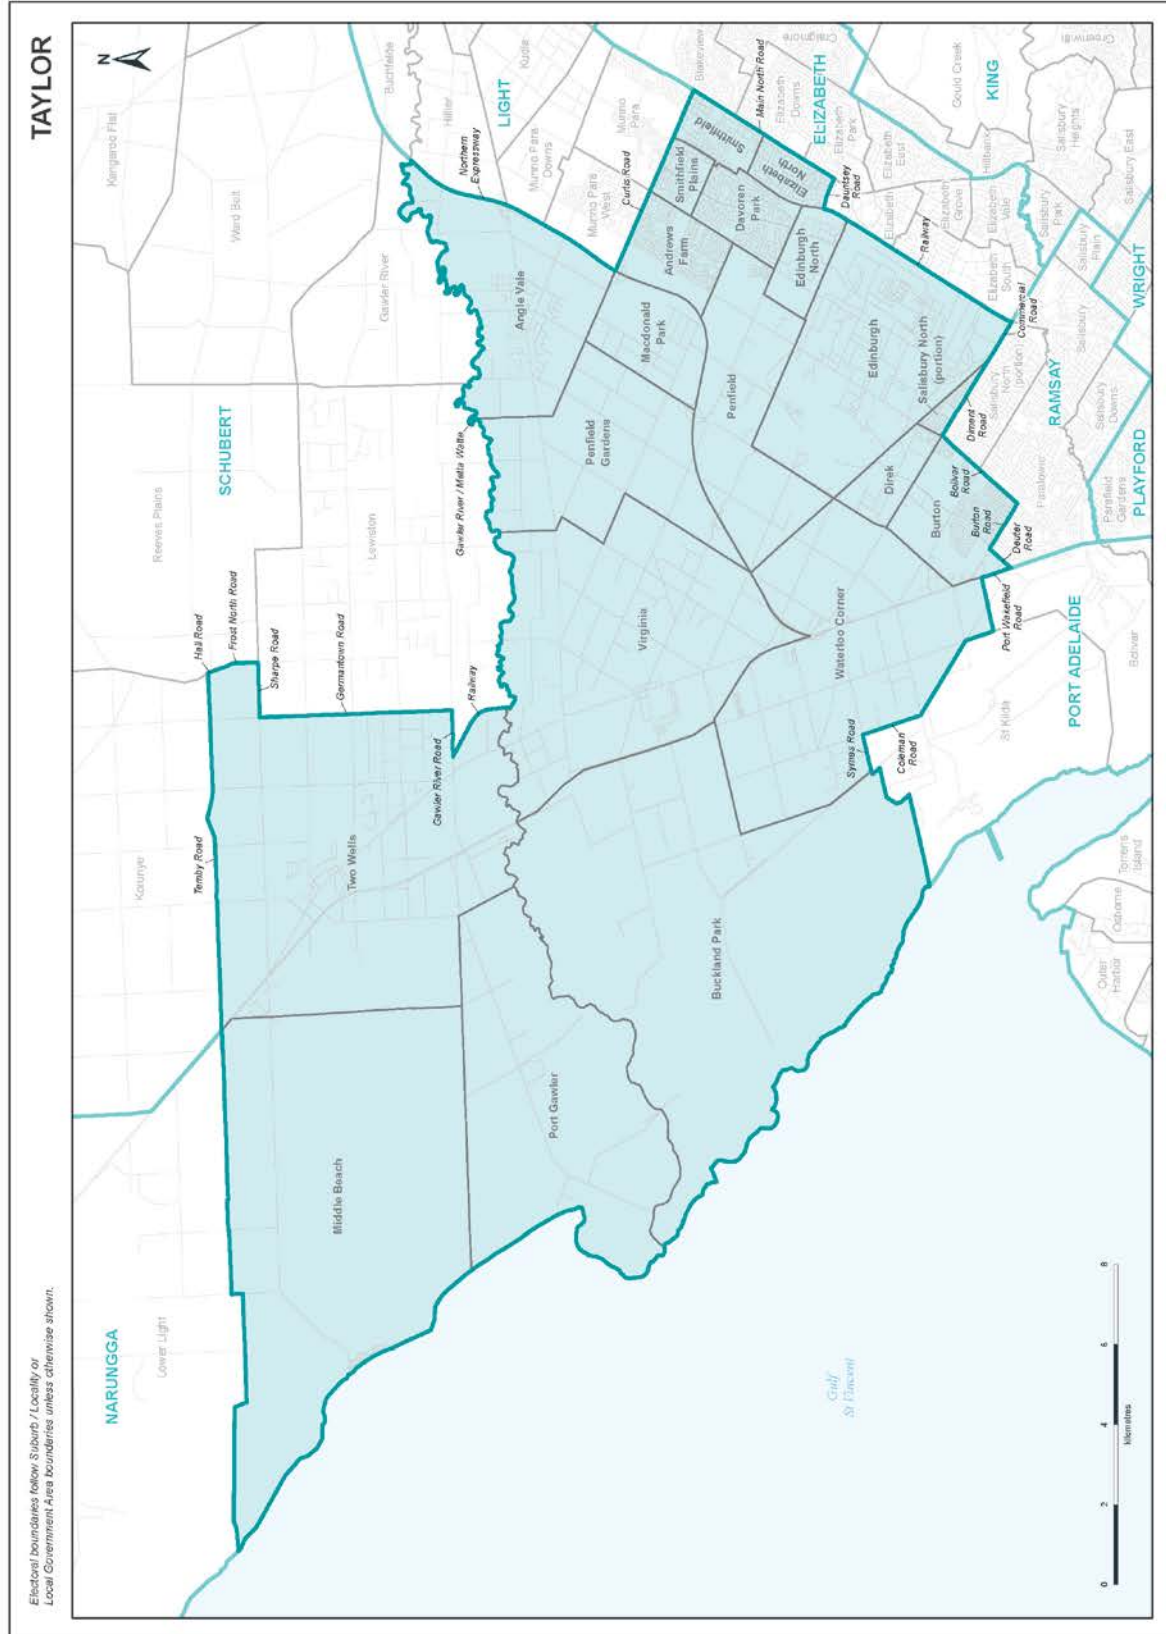 TAYLOR
Electoral boundaries follow Suburb / Locality or
Local Government Area boundaries unless otherwise shown.
N
NARUNGGA
Lower Light
Korunye
Reeves Plains
SCHUBERT
Kangaroo Flat
Ward Belt
Gawler River
Lewiston
Buchfelde
Hillier
Kudla
LIGHT
Munno Para
Downs
Munno Para
West
Munno
Para
Blakeview
Craigmore
Hall Road
Frost North Road
Sharpe Road
Temby Road
Germantown Road
Gawler River Road
Railway
Gawler River / Malta Wattle
Northern
Expressway
Curtis Road
Main North Road
Middle Beach
Two Wells
Port Gawler
Buckland Park
Virginia
Waterloo Corner
Angle Vale
Penfield
Gardens
Macdonald
Park
Penfield
Andrews
Farm
Smithfield
Plains
Smithfield
Davoren
Park
Elizabeth
North
Edinburgh
North
Edinburgh
Salisbury North
(portion)
Direk
Burton
Elizabeth
Downs
ELIZABETH
Elizabeth
Park
Dauntsey
Road
Elizabeth
East
Elizabeth
Railway
Elizabeth
Grove
Elizabeth
Vale
Elizabeth
South
Hillbank
Gould Creek
KING
Greenwith
Salisbury
Heights
Salisbury
Park
Salisbury East
Salisbury
Plain
WRIGHT
Commercial
Road
Salisbury
North
(portion)
Diment
Road
Salisbury
RAMSAY
Salisbury
Downs
Bolivar
Road
Burton
Road
Deuter
Road
Paralowie
Parafield
Gardens
PLAYFORD
Port Wakefield
Road
Symes Road
Coleman
Road
St Kilda
Bolivar
PORT ADELAIDE
Torrens
Island
Osborne
Outer
Harbor
Gulf
St Vincent
0
2
4
6
8
kilometres